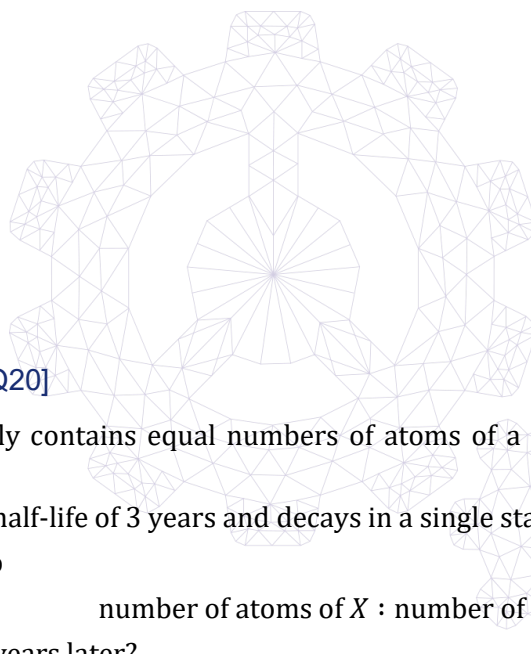 Q20]
ly contains equal numbers of atoms of a
half-life of 3 years and decays in a single
number of atoms of X : number of
years later?